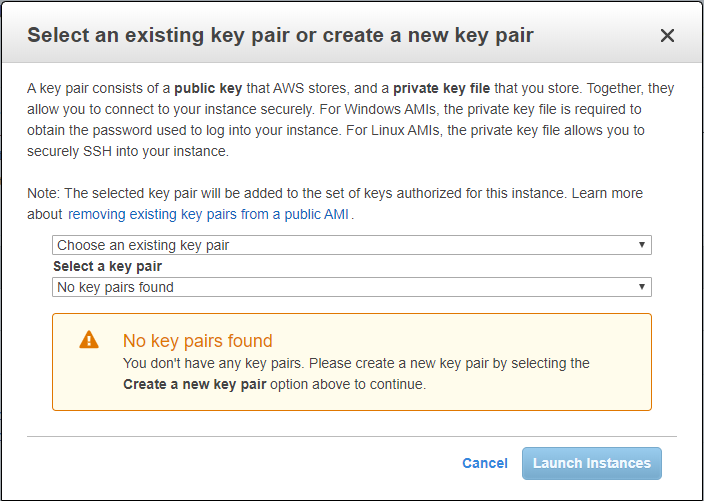 Select an existing key pair or create a new key pair
A key pair consists of a public key that AWS stores, and a private key file that you store. Together, they
allow you to connect to your instance securely. For Windows AMIs, the private key file is required to
obtain the password used to log into your instance. For Linux AMIs, the private key file allows you to
securely SSH into your instance.
Note: The selected key pair will be added to the set of keys authorized for this instance. Learn more
about removing existing key pairs from a public AMI.
Choose an existing key pair
Select a key pair
No key pairs found
No key pairs found
You don't have any key pairs. Please create a new key pair by selecting the
Create a new key pair option above to continue.
Cancel Launch Instances